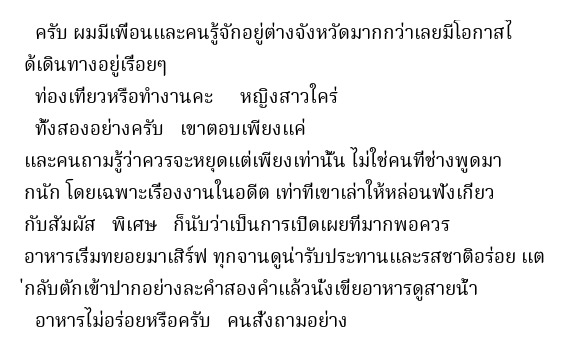 ครับ ผมมีเพื่อนและคนรู้จักอยู่ต่างจังหวัดมากกว่าเลยมีโอกาสไ
ด้เดินทางอยู่เรื่อยๆ
ท่องเที่ยวหรือทำงานคะ หญิงสาวใคร่
ทั้งสองอย่างครับ เขาตอบเพียงแค่
และคนถามรู้ว่าควรจะหยุดแต่เพียงเท่านั้น ไม่ใช่คนที่ช่างพูดมา
กนัก โดยเฉพาะเรื่องงานในอดีต เท่าที่เขาเล่าให้หล่อนฟังเกี่ยว
กับสัมผัส พิเศษ ก็นับว่าเป็นการเปิดเผยที่มากพอควร
อาหารเริ่มทยอยมาเสิร์ฟ ทุกจานดูน่ารับประทานและรสชาติอร่อย แต
่กลับตักเข้าปากอย่างละคำสองคำแล้วนั่งเขี่ยอาหารดูสายน้ำ
อาหารไม่อร่อยหรือครับ คนสั่งถามอย่าง